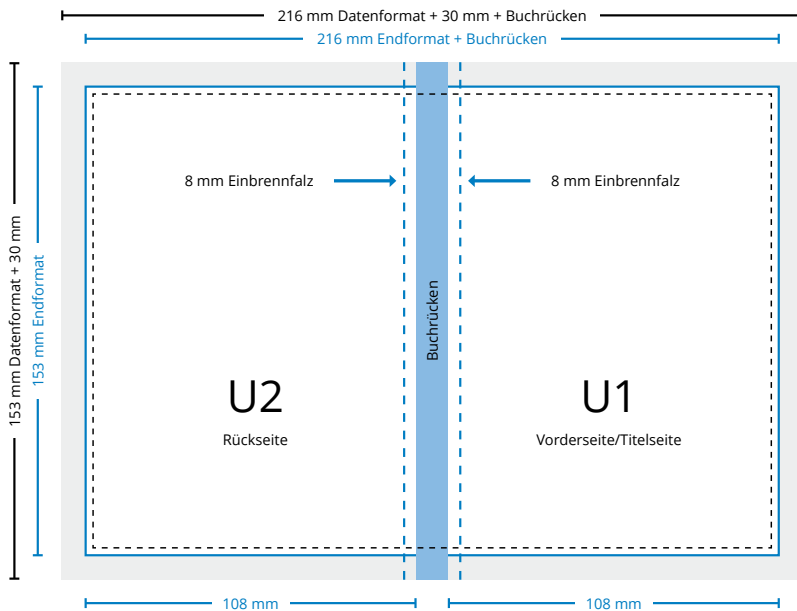 216 mm Datenformat + 30 mm + Buchrücken
216 mm Endformat + Buchrücken
153 mm Datenformat + 30 mm
153 mm Endformat
8 mm Einbrennfalz
8 mm Einbrennfalz
Buchrücken
U2
Rückseite
U1
Vorderseite/Titelseite
108 mm
108 mm